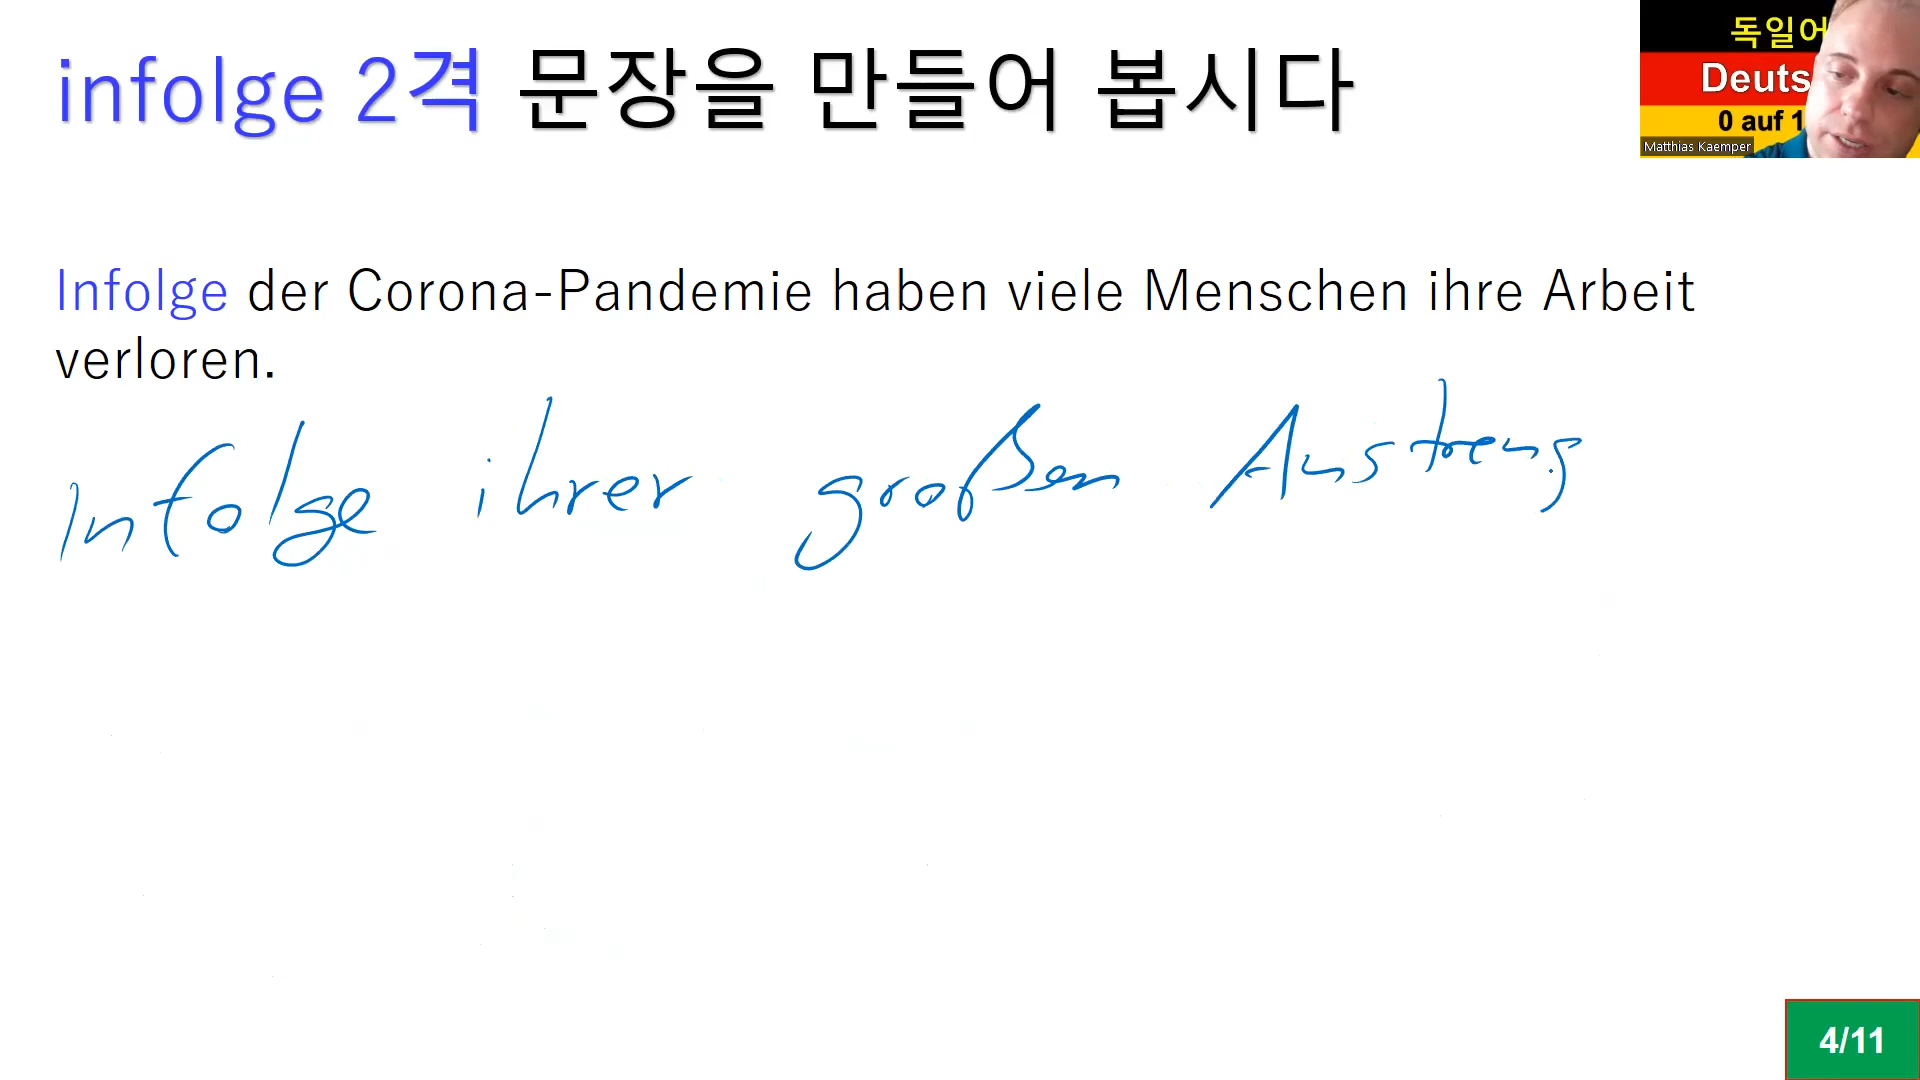 infolge 2격 문장을 만들어 봅시다
독일어
Deuts
0 auf 1
Matthias Kaemper
Infolge der Corona-Pandemie haben viele Menschen ihre Arbeit
verloren.
Infolge ihrer großen Anstreng
4/11